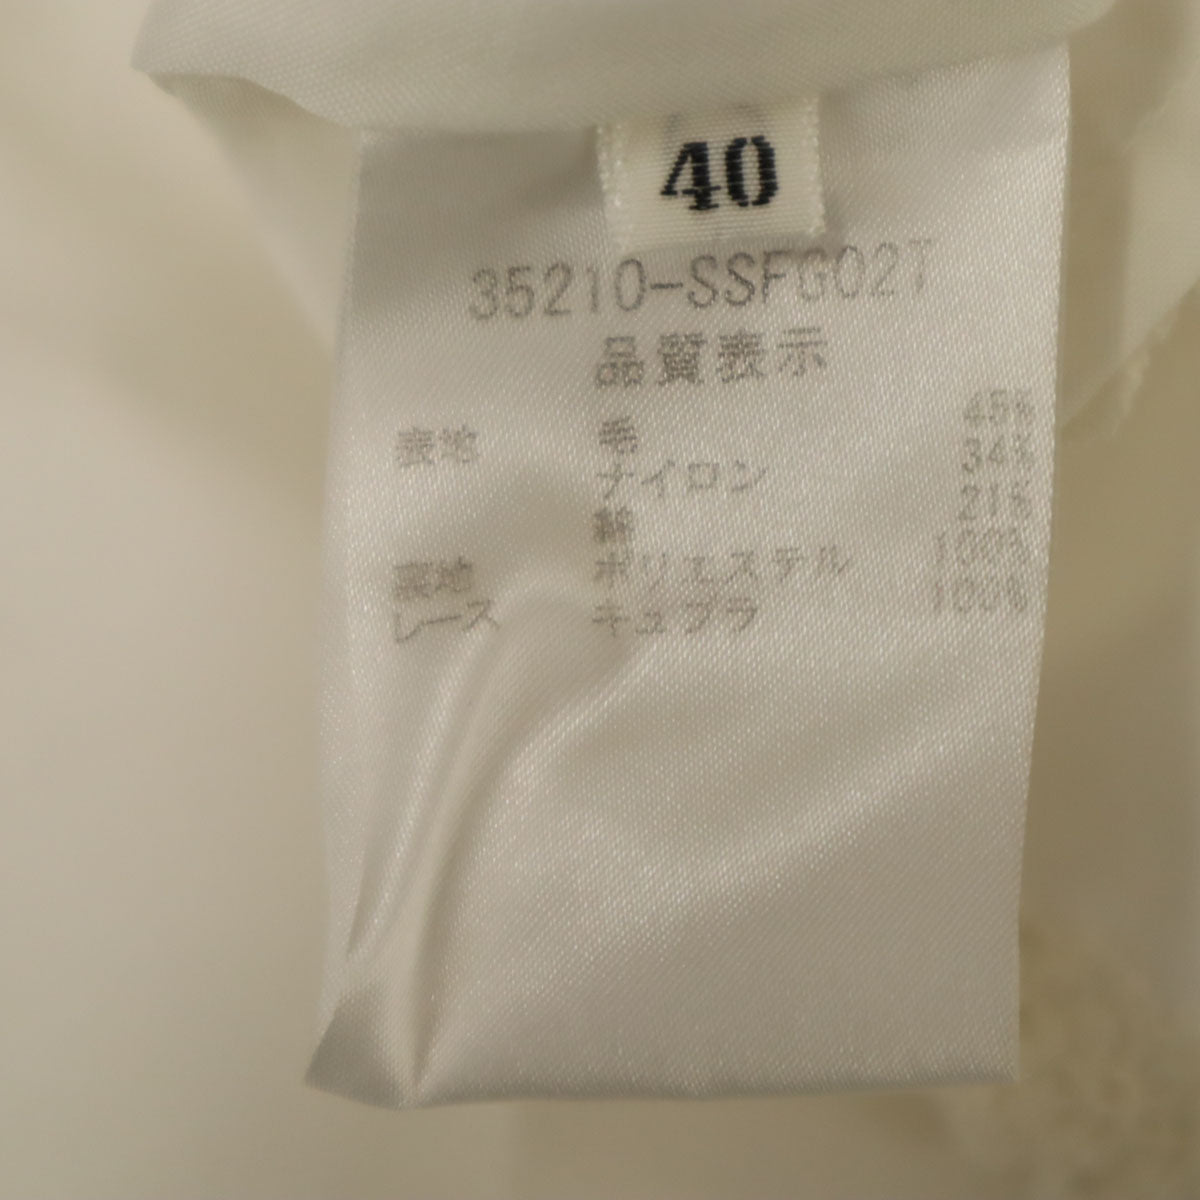 40
35210-SSFG02T
品質表示
表地 毛 45%
ナイロン 34%
綿 21%
裏地 ポリエステル 100%
レース キュプラ 100%